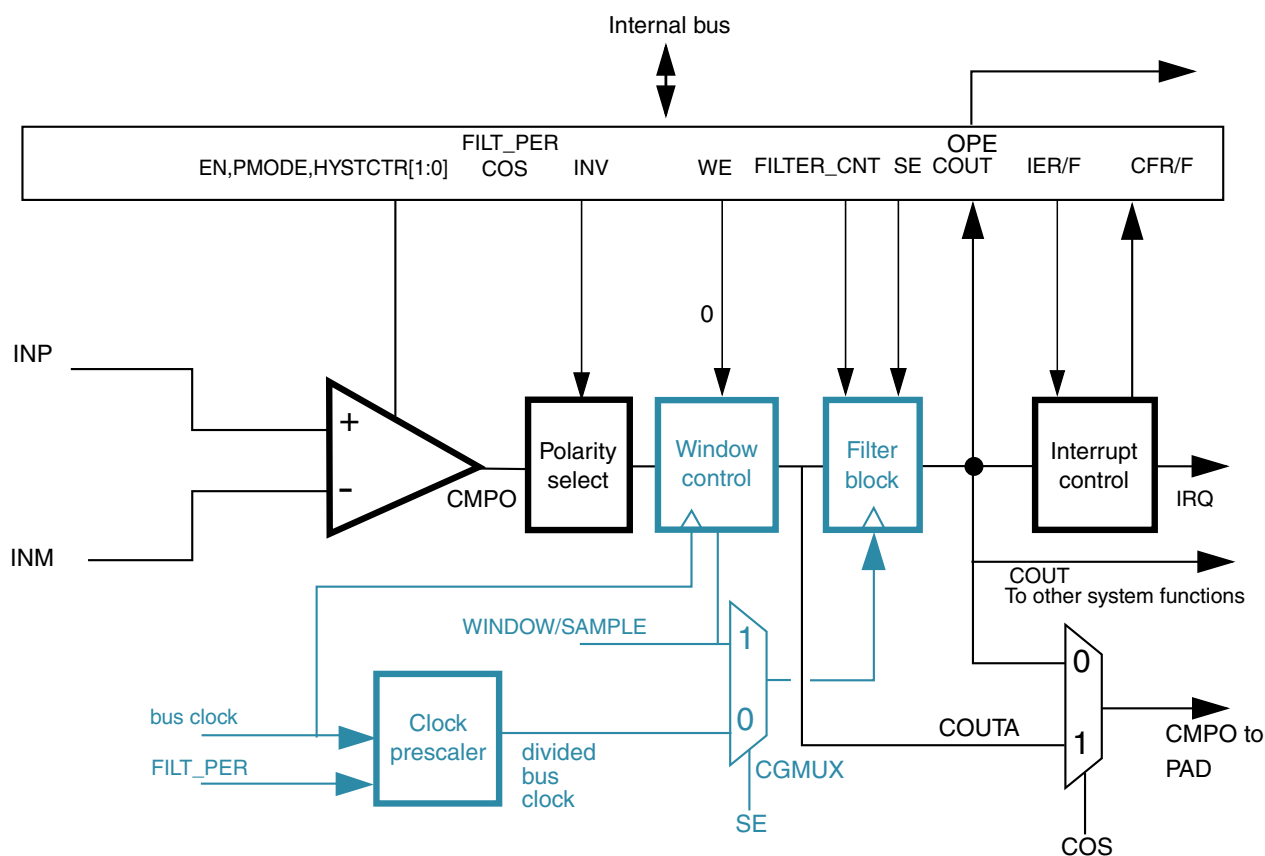 Internal bus
FILT_PER
OPE
EN,PMODE,HYSTCTR[1:0]
COS
INV
WE
FILTER_CNT
SE
COUT
IER/F
CFR/F
0
INP
+
-
INM
CMPO
Polarity
select
Window
control
Filter
block
Interrupt
control
IRQ
COUT
To other system functions
WINDOW/SAMPLE
1
0
bus clock
FILT_PER
Clock
prescaler
divided
bus
clock
CGMUX
SE
0
1
COUTA
CMPO to
PAD
COS